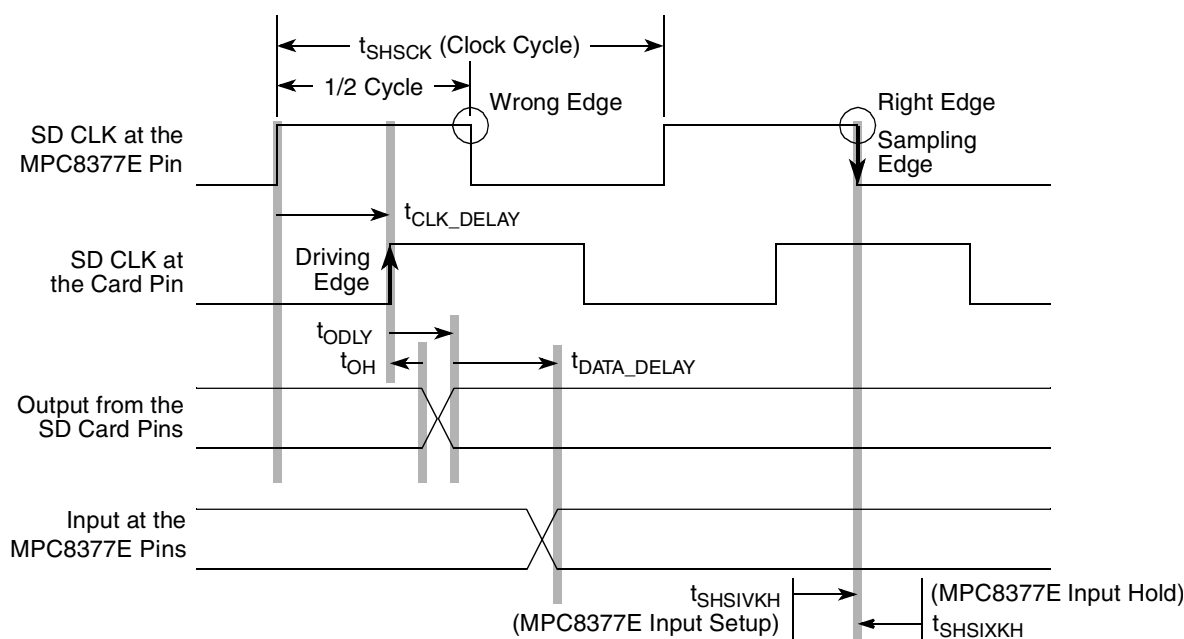 tSHSCK (Clock Cycle)
1/2 Cycle
Wrong Edge
Right Edge
SD CLK at the
MPC8377E Pin
Sampling
Edge
tCLK_DELAY
SD CLK at
the Card Pin
Driving
Edge
tODLY
tOH
tDATA_DELAY
Output from the
SD Card Pins
Input at the
MPC8377E Pins
tSHSIVKH
(MPC8377E Input Setup)
(MPC8377E Input Hold)
tSHSIXKH